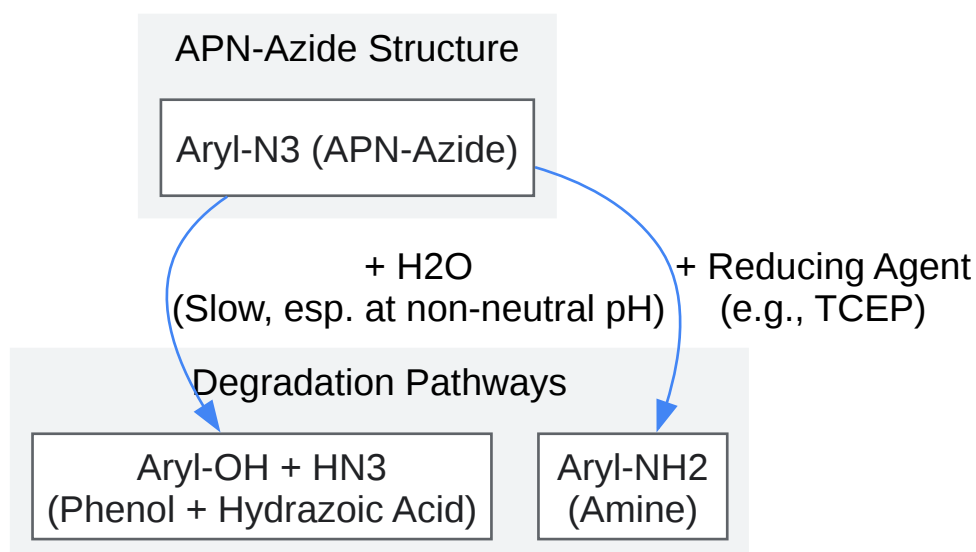 APN-Azide Structure
Aryl-N3 (APN-Azide)
+ H2O
(Slow, esp. at non-neutral pH)
+ Reducing Agent
(e.g., TCEP)
Degradation Pathways
Aryl-OH + HN3
(Phenol + Hydrazoic Acid)
Aryl-NH2
(Amine)